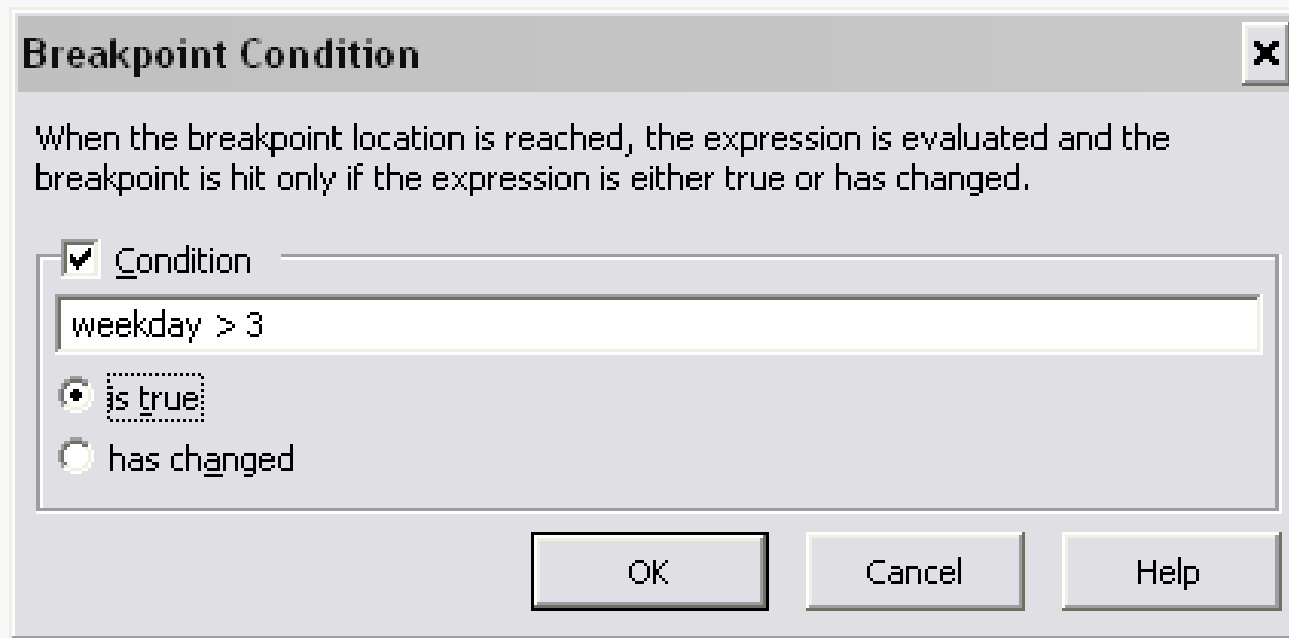 Breakpoint Condition
When the breakpoint location is reached, the expression is evaluated and the
breakpoint is hit only if the expression is either true or has changed.
Condition
weekday > 3
is true
has changed
OK Cancel Help